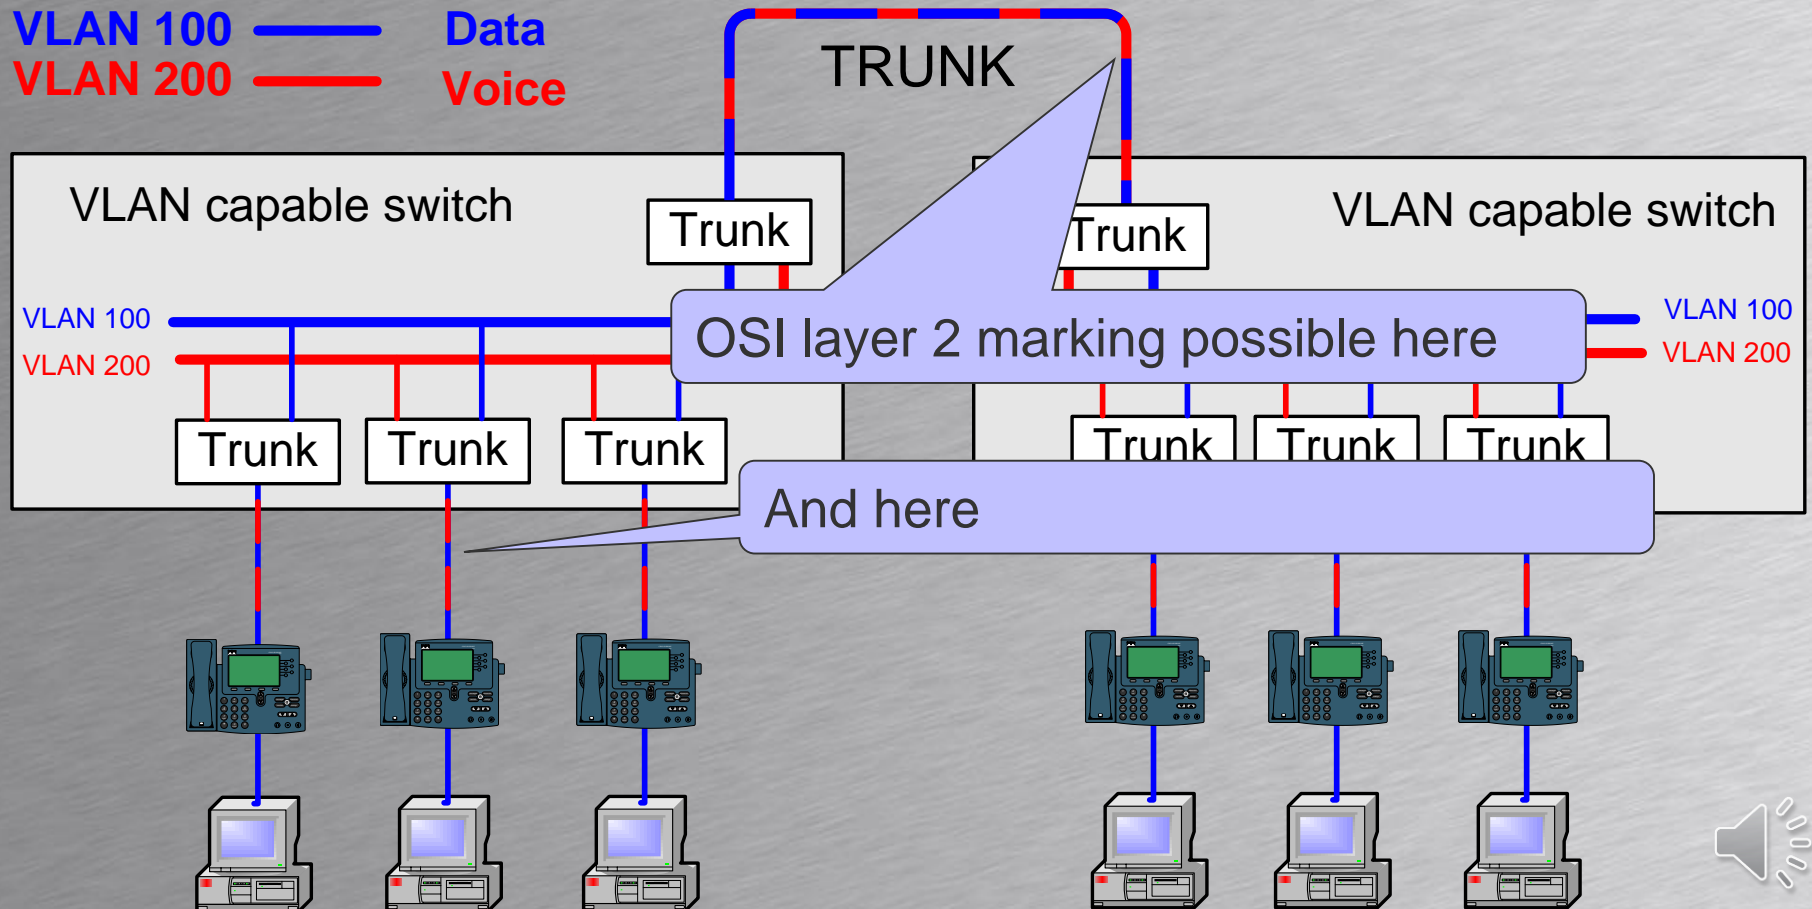 VLAN 100 Data
VLAN 200 Voice
TRUNK
VLAN capable switch
VLAN capable switch
Trunk
Trunk
OSI layer 2 marking possible here
VLAN 100
VLAN 200
VLAN 100
VLAN 200
Trunk Trunk Trunk
Trunk Trunk Trunk
And here